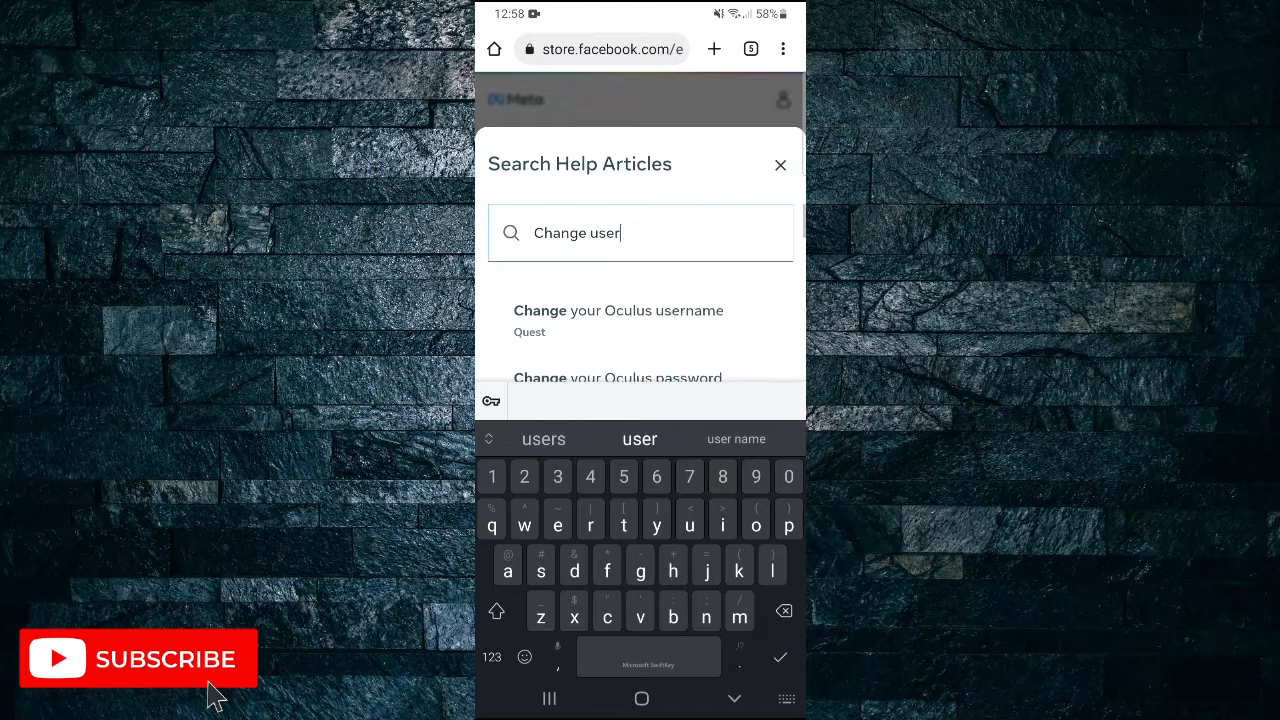 12:58
58%
store.facebook.com/e
5
Meta
Search Help Articles
Change user
Change your Oculus username
Quest
Change your Oculus password
users user user name
1 2 3 4 5 6 7 8 9 0
% ^ ~ | [ ] < > { }
q w e r t y u i o p
@ # & * - + = ( )
a s d f g h j k l
_ $ " ' : ; /
z x c v b n m
123 , Microsoft SwiftKey !? .
SUBSCRIBE